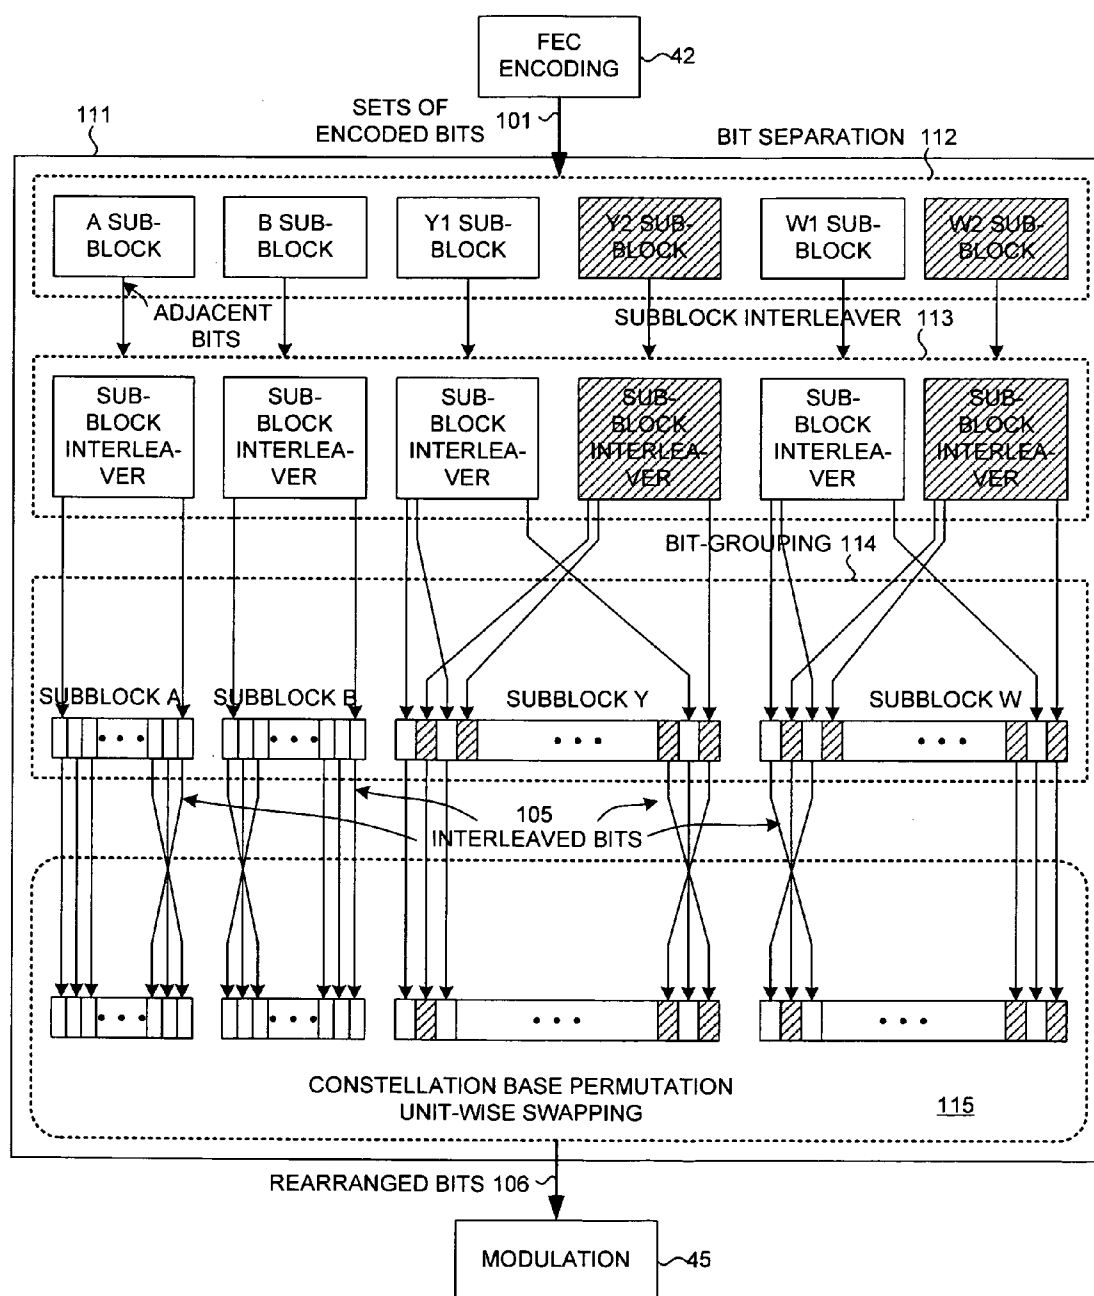 FEC
ENCODING
42
SETS OF
ENCODED BITS
101
111
BIT SEPARATION
112
A SUB-
BLOCK
B SUB-
BLOCK
Y1 SUB-
BLOCK
Y2 SUB-
BLOCK
W1 SUB-
BLOCK
W2 SUB-
BLOCK
ADJACENT
BITS
SUBBLOCK INTERLEAVER 113
SUB-
BLOCK
INTERLEA-
VER
SUB-
BLOCK
INTERLEA-
VER
SUB-
BLOCK
INTERLEA-
VER
SUB-
BLOCK
INTERLEA-
VER
SUB-
BLOCK
INTERLEA-
VER
SUB-
BLOCK
INTERLEA-
VER
BIT-GROUPING 114
SUBBLOCK A
SUBBLOCK B
SUBBLOCK Y
SUBBLOCK W
105
INTERLEAVED BITS
CONSTELLATION BASE PERMUTATION
UNIT-WISE SWAPPING
115
REARRANGED BITS 106
MODULATION
45